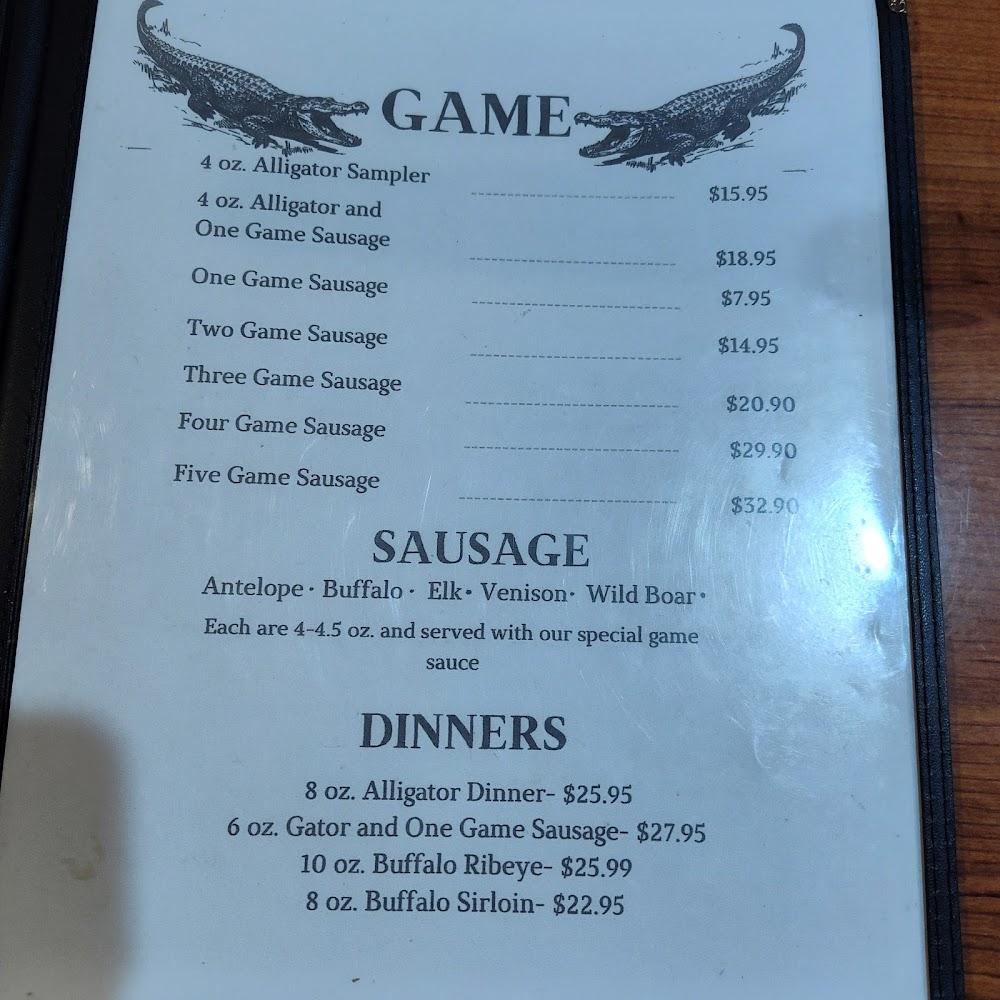 GAME
4 oz. Alligator Sampler $15.95
4 oz. Alligator and
One Game Sausage $18.95
One Game Sausage $7.95
Two Game Sausage $14.95
Three Game Sausage $20.90
Four Game Sausage $29.90
Five Game Sausage $32.90
SAUSAGE
Antelope · Buffalo · Elk · Venison · Wild Boar ·
Each are 4-4.5 oz. and served with our special game
sauce
DINNERS
8 oz. Alligator Dinner- $25.95
6 oz. Gator and One Game Sausage- $27.95
10 oz. Buffalo Ribeye- $25.99
8 oz. Buffalo Sirloin- $22.95